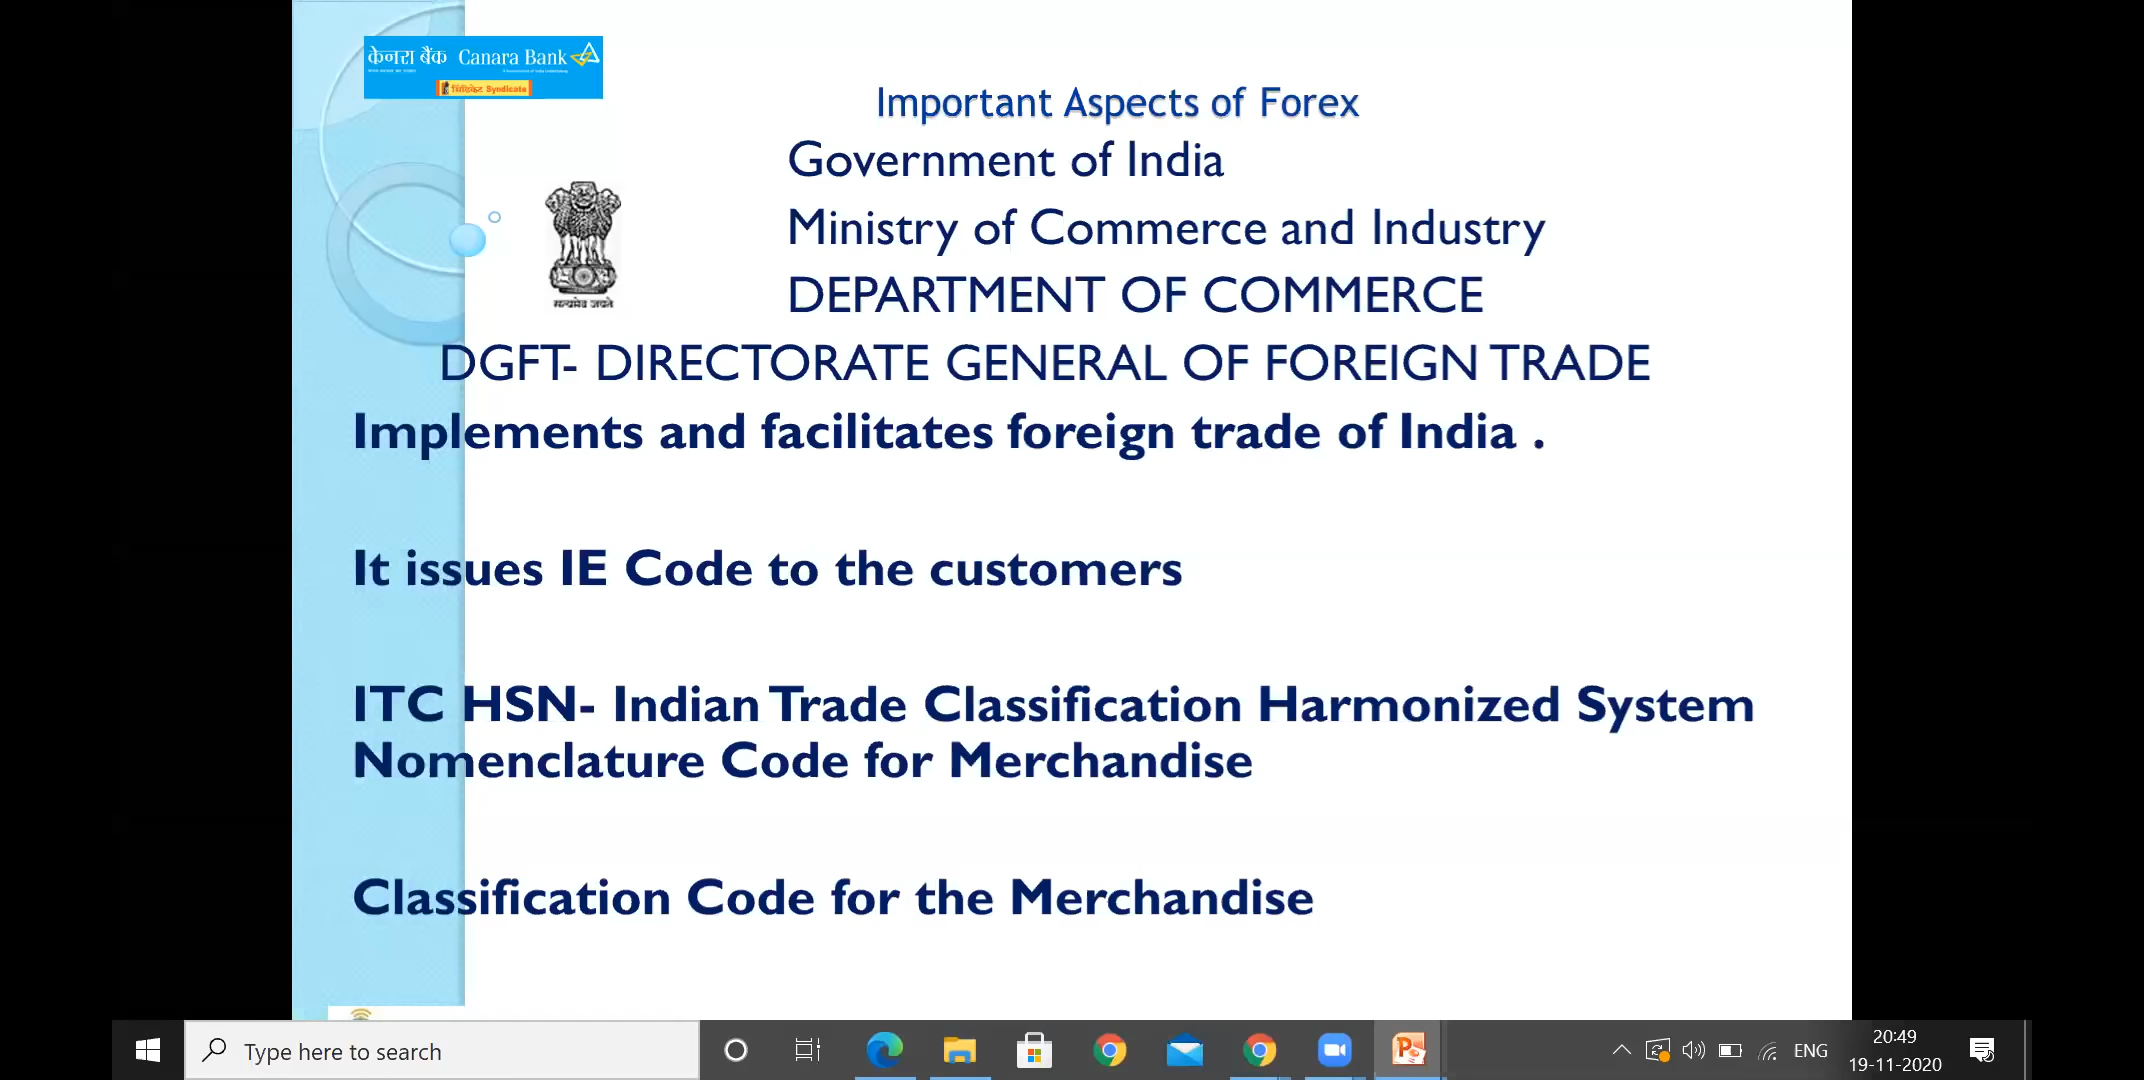 केनरा बैंक Canara Bank
सिंडिकेट Syndicate
Important Aspects of Forex
Government of India
Ministry of Commerce and Industry
DEPARTMENT OF COMMERCE
सत्यमेव जयते
DGFT- DIRECTORATE GENERAL OF FOREIGN TRADE
Implements and facilitates foreign trade of India .
It issues IE Code to the customers
ITC HSN- Indian Trade Classification Harmonized System
Nomenclature Code for Merchandise
Classification Code for the Merchandise
Type here to search
ENG
20:49
19-11-2020